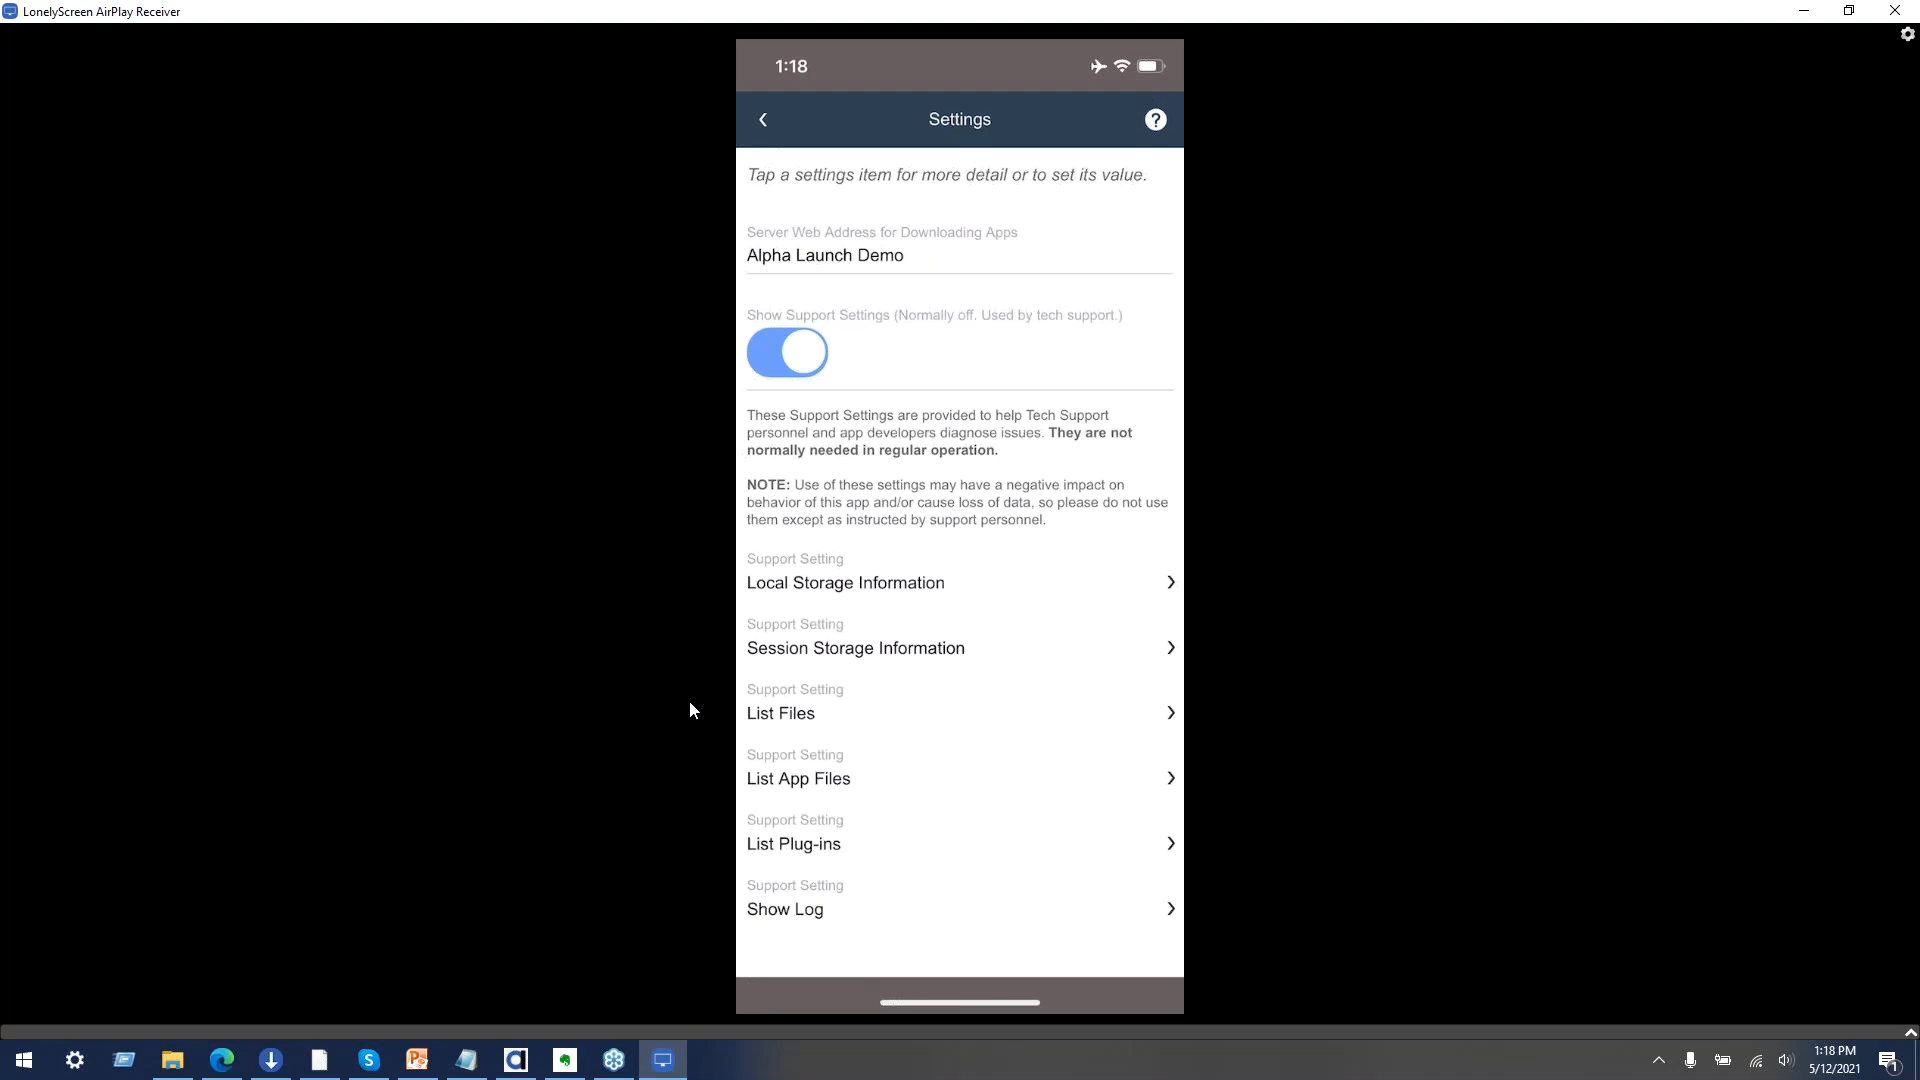 LonelyScreen AirPlay Receiver
1:18
Settings
?
Tap a settings item for more detail or to set its value.
Server Web Address for Downloading Apps
Alpha Launch Demo
Show Support Settings (Normally off. Used by tech support.)
These Support Settings are provided to help Tech Support
personnel and app developers diagnose issues. They are not
normally needed in regular operation.
NOTE: Use of these settings may have a negative impact on
behavior of this app and/or cause loss of data, so please do not use
them except as instructed by support personnel.
Support Setting
Local Storage Information
Support Setting
Session Storage Information
Support Setting
List Files
Support Setting
List App Files
Support Setting
List Plug-ins
Support Setting
Show Log
1:18 PM
5/12/2021
1